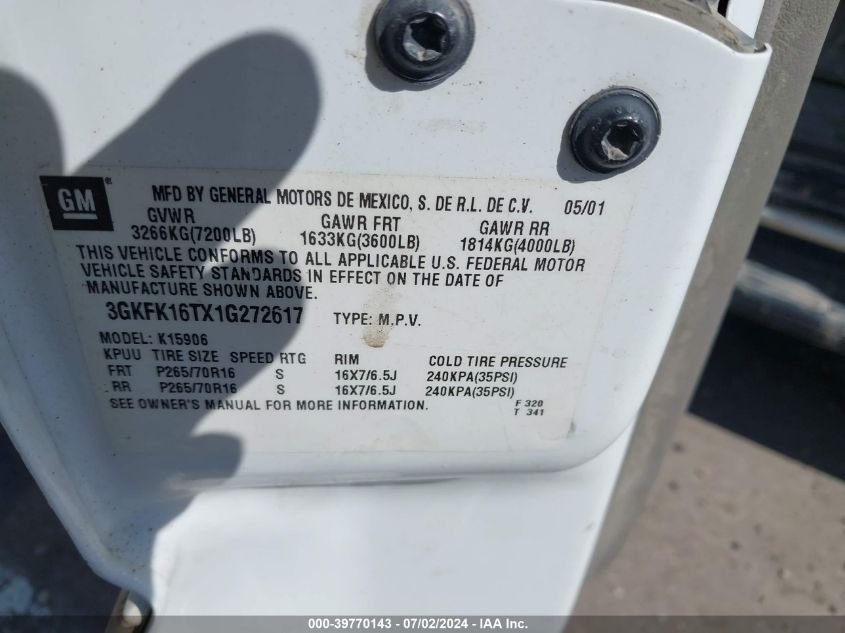 GM
MFD BY GENERAL MOTORS DE MEXICO, S. DE R.L. DE C.V. 05/01
GVWR GAWR FRT GAWR RR
3266KG(7200LB) 1633KG(3600LB) 1814KG(4000LB)
THIS VEHICLE CONFORMS TO ALL APPLICABLE U.S. FEDERAL MOTOR
VEHICLE SAFETY STANDARDS IN EFFECT ON THE DATE OF
MANUFACTURE SHOWN ABOVE.
3GKFK16TX1G272617 TYPE: M.P.V.
MODEL: K15906
KPUU TIRE SIZE SPEED RTG RIM COLD TIRE PRESSURE
FRT P265/70R16 S 16X7/6.5J 240KPA(35PSI)
RR P265/70R16 S 16X7/6.5J 240KPA(35PSI)
SEE OWNER'S MANUAL FOR MORE INFORMATION.
F 320
T 341
000-39770143 - 07/02/2024 - IAA Inc.